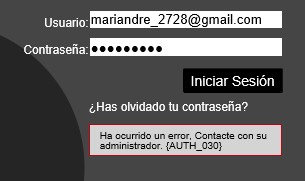 Usuario: mariandre_2728@gmail.com
Contraseña: ●●●●●●●●●
Iniciar Sesión
¿Has olvidado tu contraseña?
Ha ocurrido un error, Contacte con su
administrador. {AUTH_030}